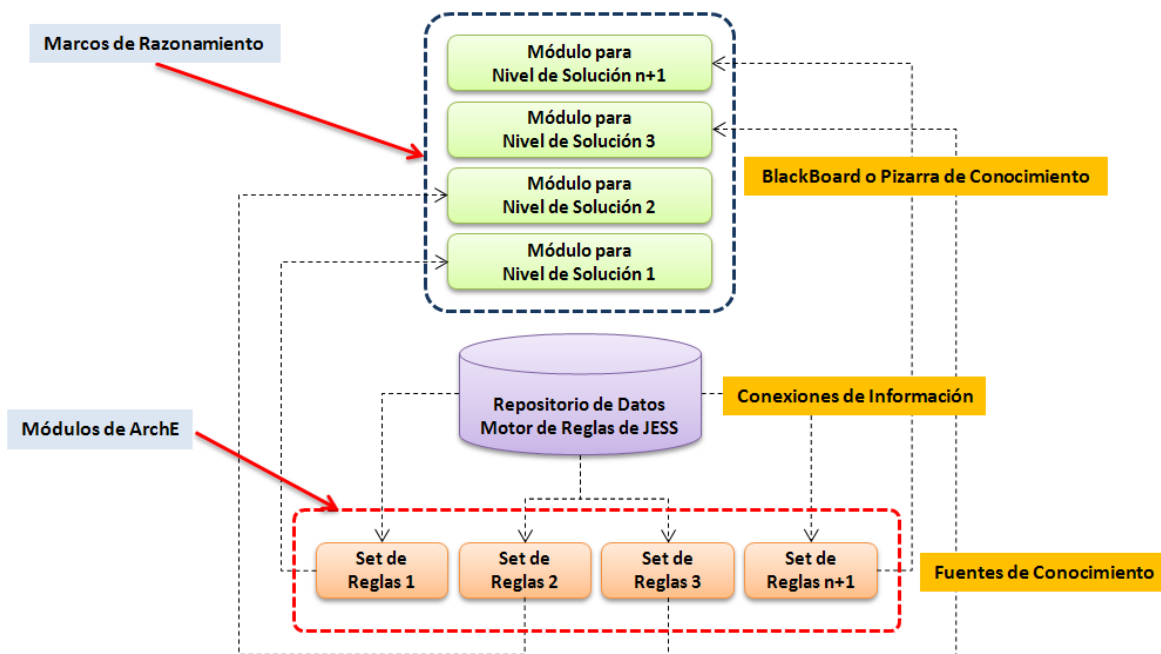 Marcos de Razonamiento
Módulo para
Nivel de Solución n+1
Módulo para
Nivel de Solución 3
BlackBoard o Pizarra de Conocimiento
Módulo para
Nivel de Solución 2
Módulo para
Nivel de Solución 1
Conexiones de Información
Repositorio de Datos
Motor de Reglas de JESS
Módulos de ArchE
Set de
Reglas 1
Set de
Reglas 2
Set de
Reglas 3
Set de
Reglas n+1
Fuentes de Conocimiento